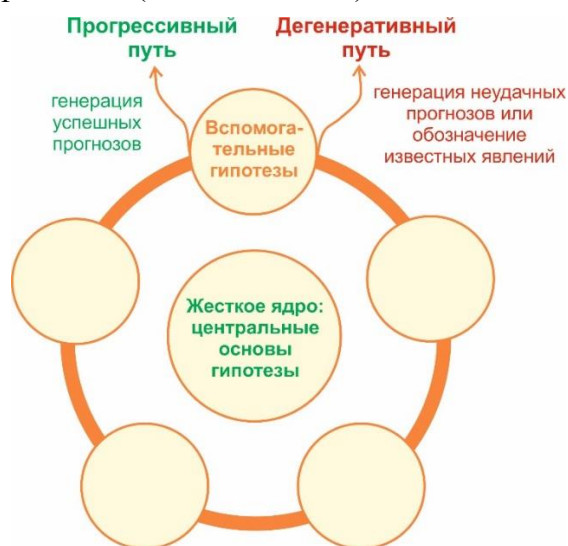 Прогрессивный
путь
Дегенеративный
путь
генерация
успешных
прогнозов
генерация неудачных
прогнозов или
обозначение
известных явлений
Вспомога-
тельные
гипотезы
Жесткое ядро:
центральные
основы
гипотезы